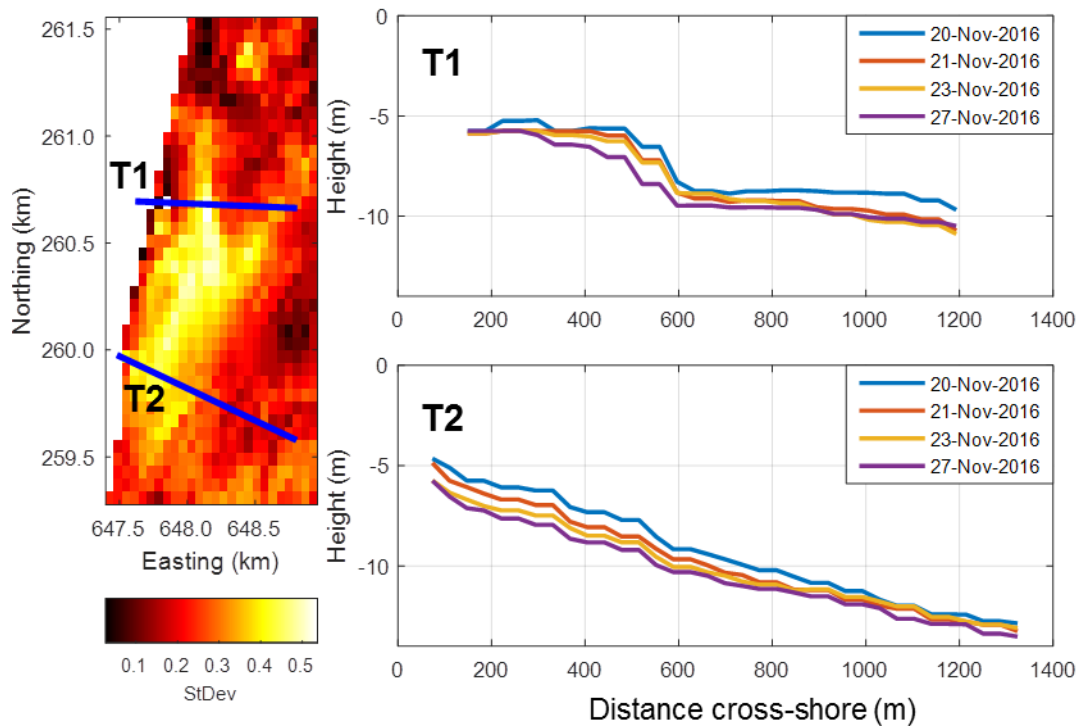 261.5
261.0
260.5
260.0
259.5
Northing (km)
T1
T2
647.5 648.0 648.5
Easting (km)
0.1 0.2 0.3 0.4 0.5
StDev
T1
20-Nov-2016
21-Nov-2016
23-Nov-2016
27-Nov-2016
-0
-5
-10
Height (m)
0 200 400 600 800 1000 1200 1400
T2
20-Nov-2016
21-Nov-2016
23-Nov-2016
27-Nov-2016
0
-5
-10
Height (m)
0 200 400 600 800 1000 1200 1400
Distance cross-shore (m)